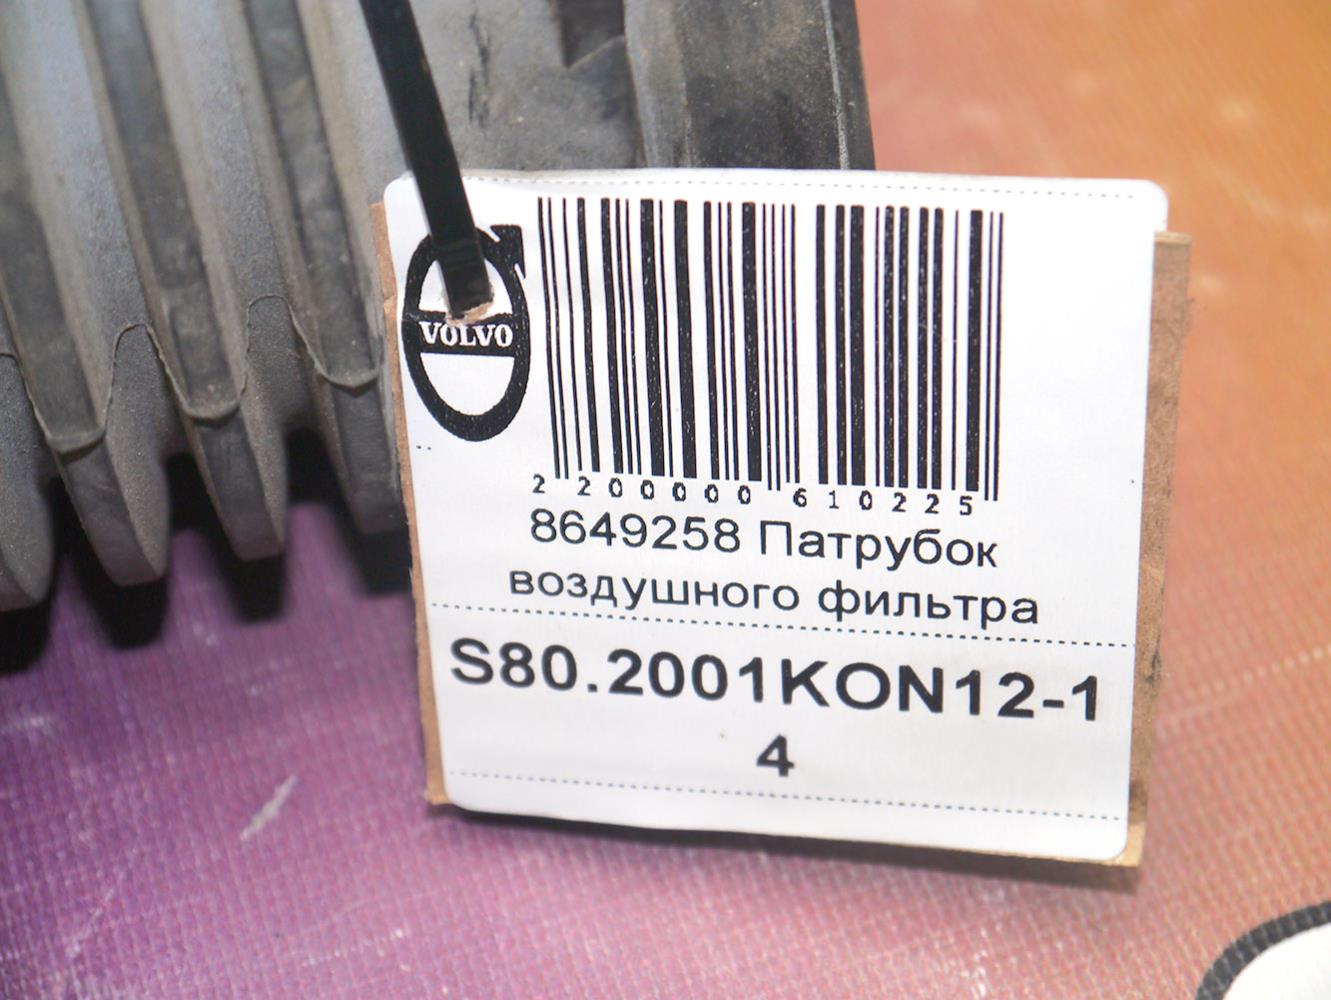 VOLVO
2 200000 610225
8649258 Патрубок
воздушного фильтра
S80.2001KON12-1
4